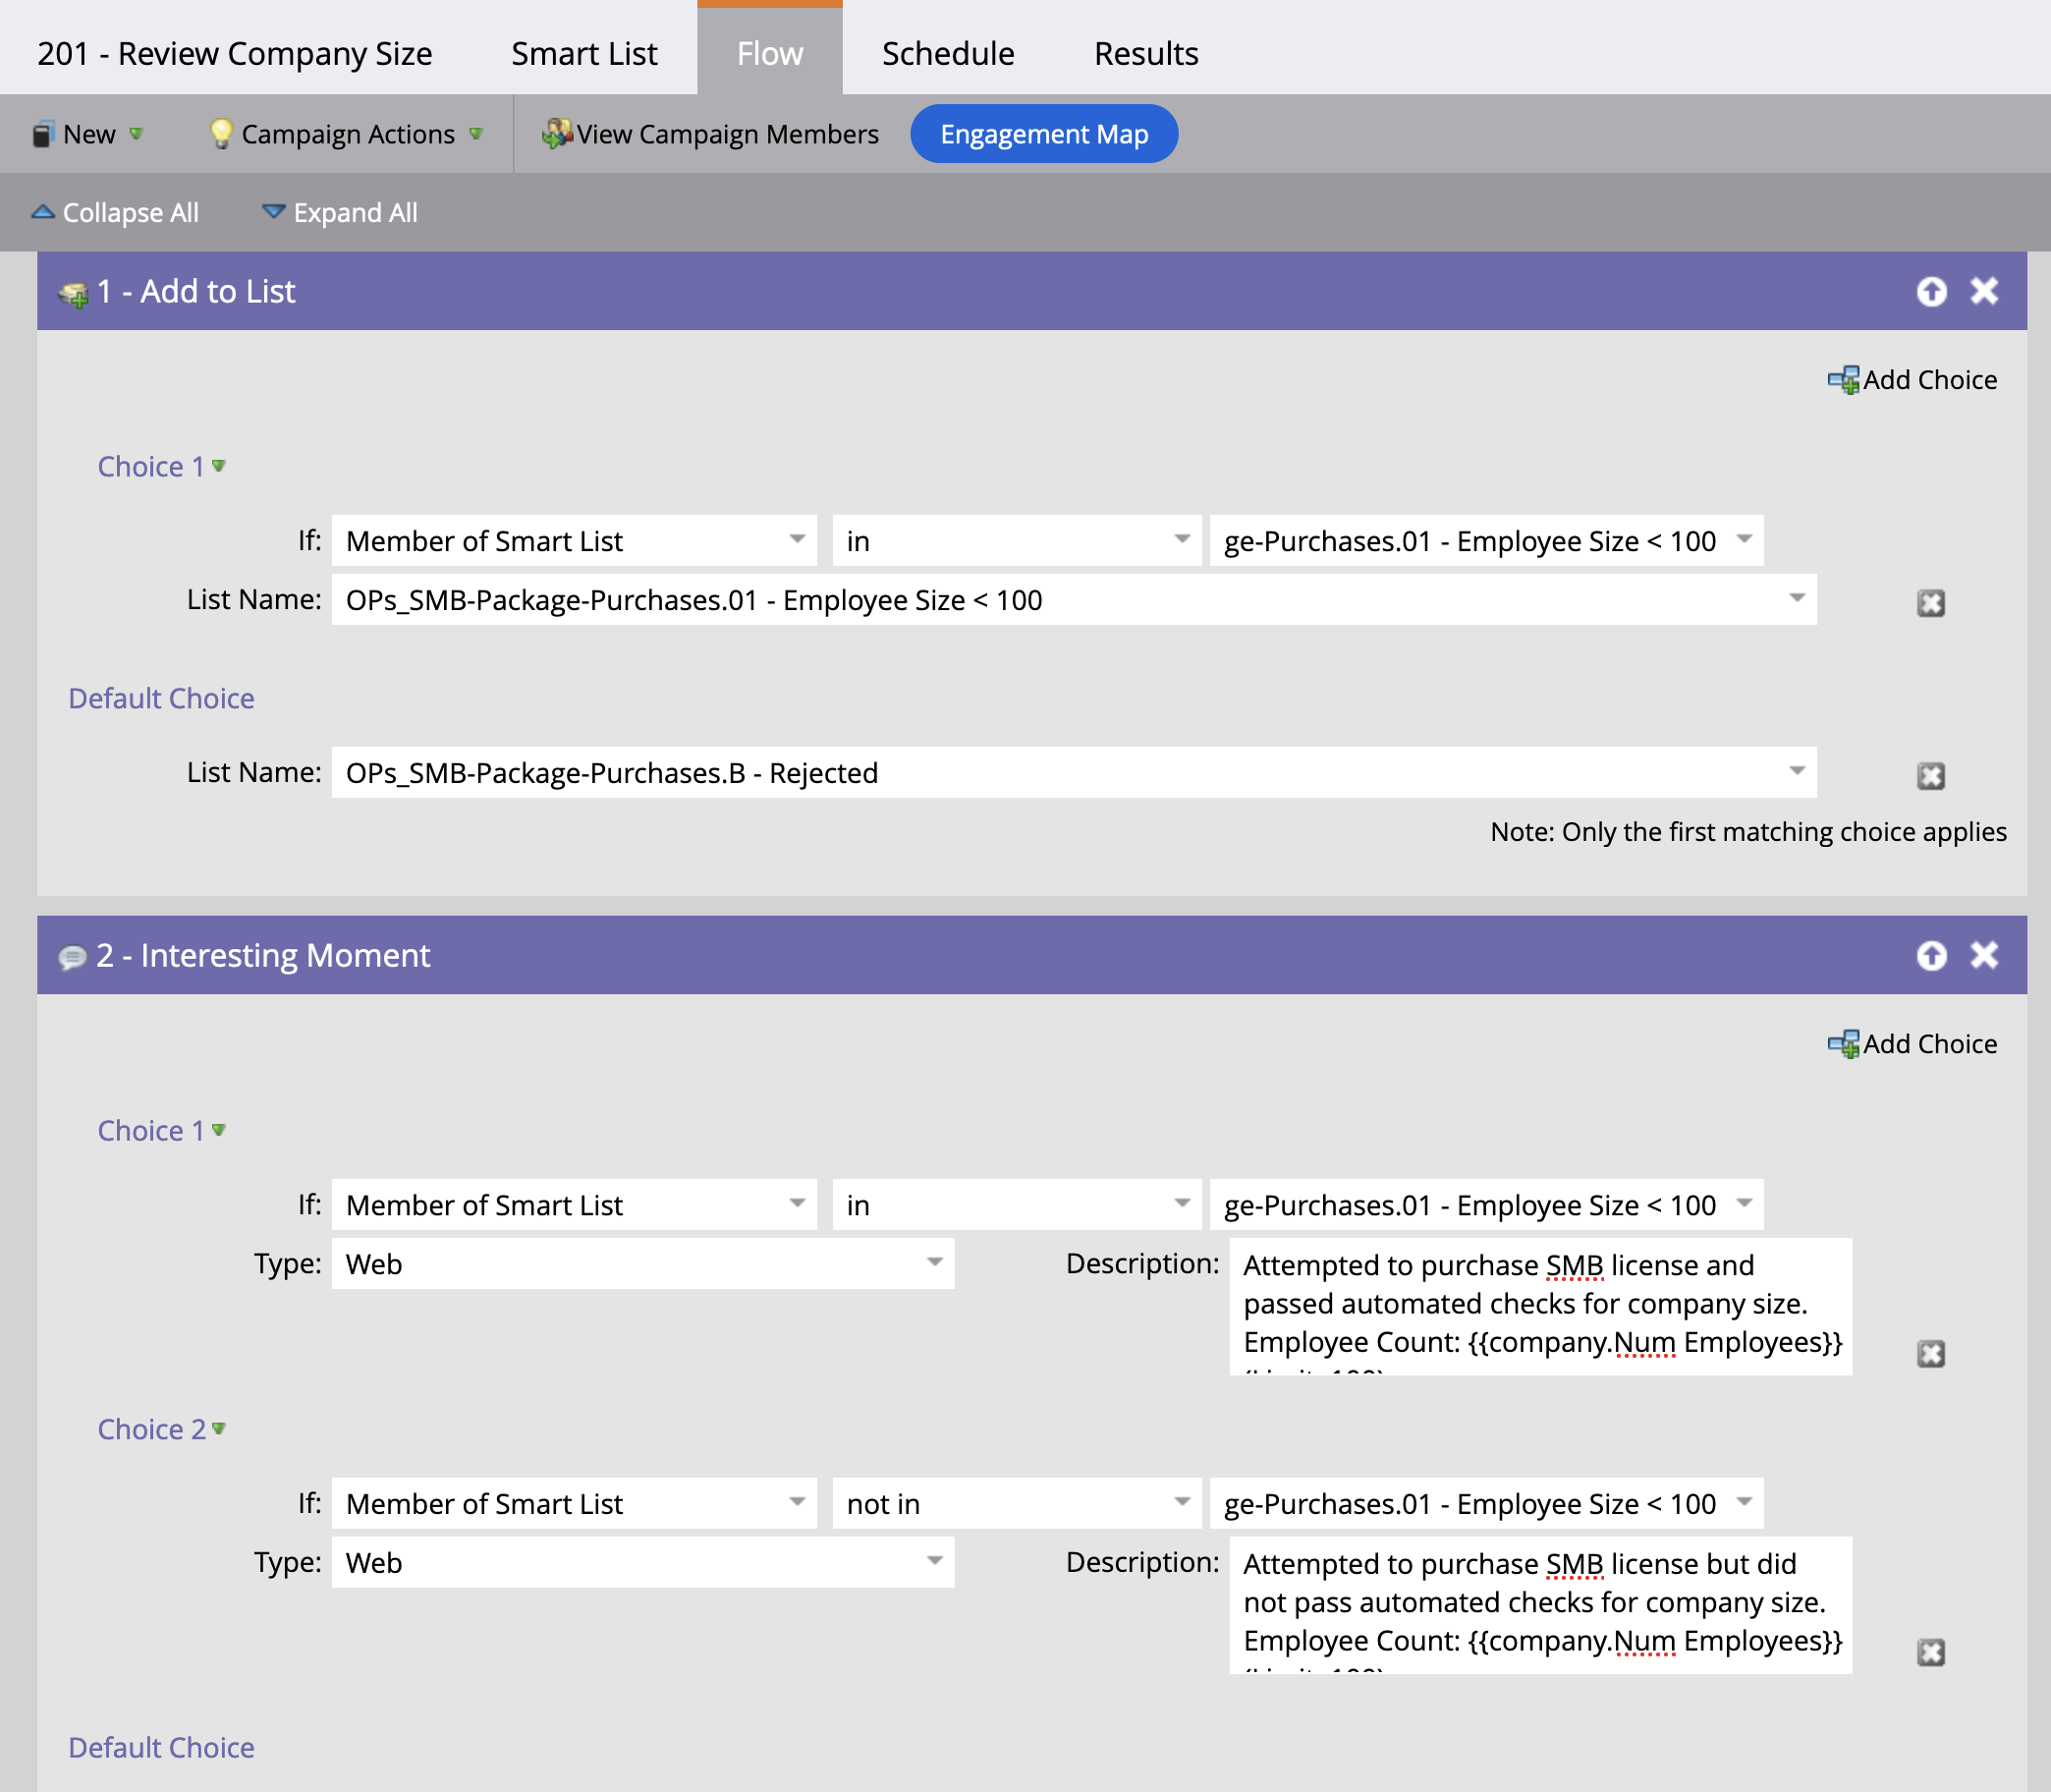 201 - Review Company Size Smart List Flow Schedule Results
New Campaign Actions View Campaign Members Engagement Map
Collapse All Expand All
1 - Add to List
Add Choice
Choice 1
If: Member of Smart List in ge-Purchases.01 - Employee Size < 100
List Name: OPs_SMB-Package-Purchases.01 - Employee Size < 100
Default Choice
List Name: OPs_SMB-Package-Purchases.B - Rejected
Note: Only the first matching choice applies
2 - Interesting Moment
Add Choice
Choice 1
If: Member of Smart List in ge-Purchases.01 - Employee Size < 100
Type: Web Description: Attempted to purchase SMB license and
passed automated checks for company size.
Employee Count: {{company.Num Employees}}
Choice 2
If: Member of Smart List not in ge-Purchases.01 - Employee Size < 100
Type: Web Description: Attempted to purchase SMB license but did
not pass automated checks for company size.
Employee Count: {{company.Num Employees}}
Default Choice